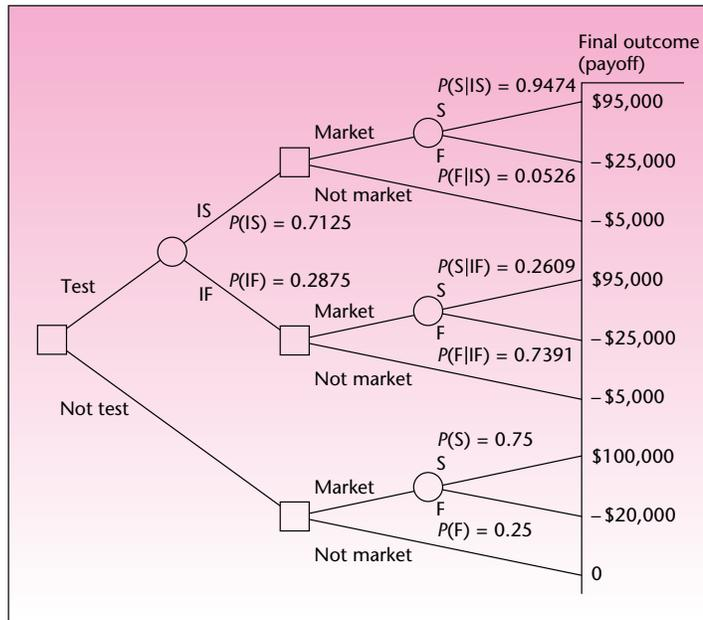 Final outcome
(payoff)
P(S|IS) = 0.9474
S
$95,000
Market
F
–$25,000
P(F|IS) = 0.0526
Not market
IS
P(IS) = 0.7125
–$5,000
P(S|IF) = 0.2609
P(IF) = 0.2875
S
$95,000
Test
IF
Market
F
–$25,000
P(F|IF) = 0.7391
Not market
–$5,000
Not test
P(S) = 0.75
S
$100,000
Market
F
–$20,000
P(F) = 0.25
Not market
0